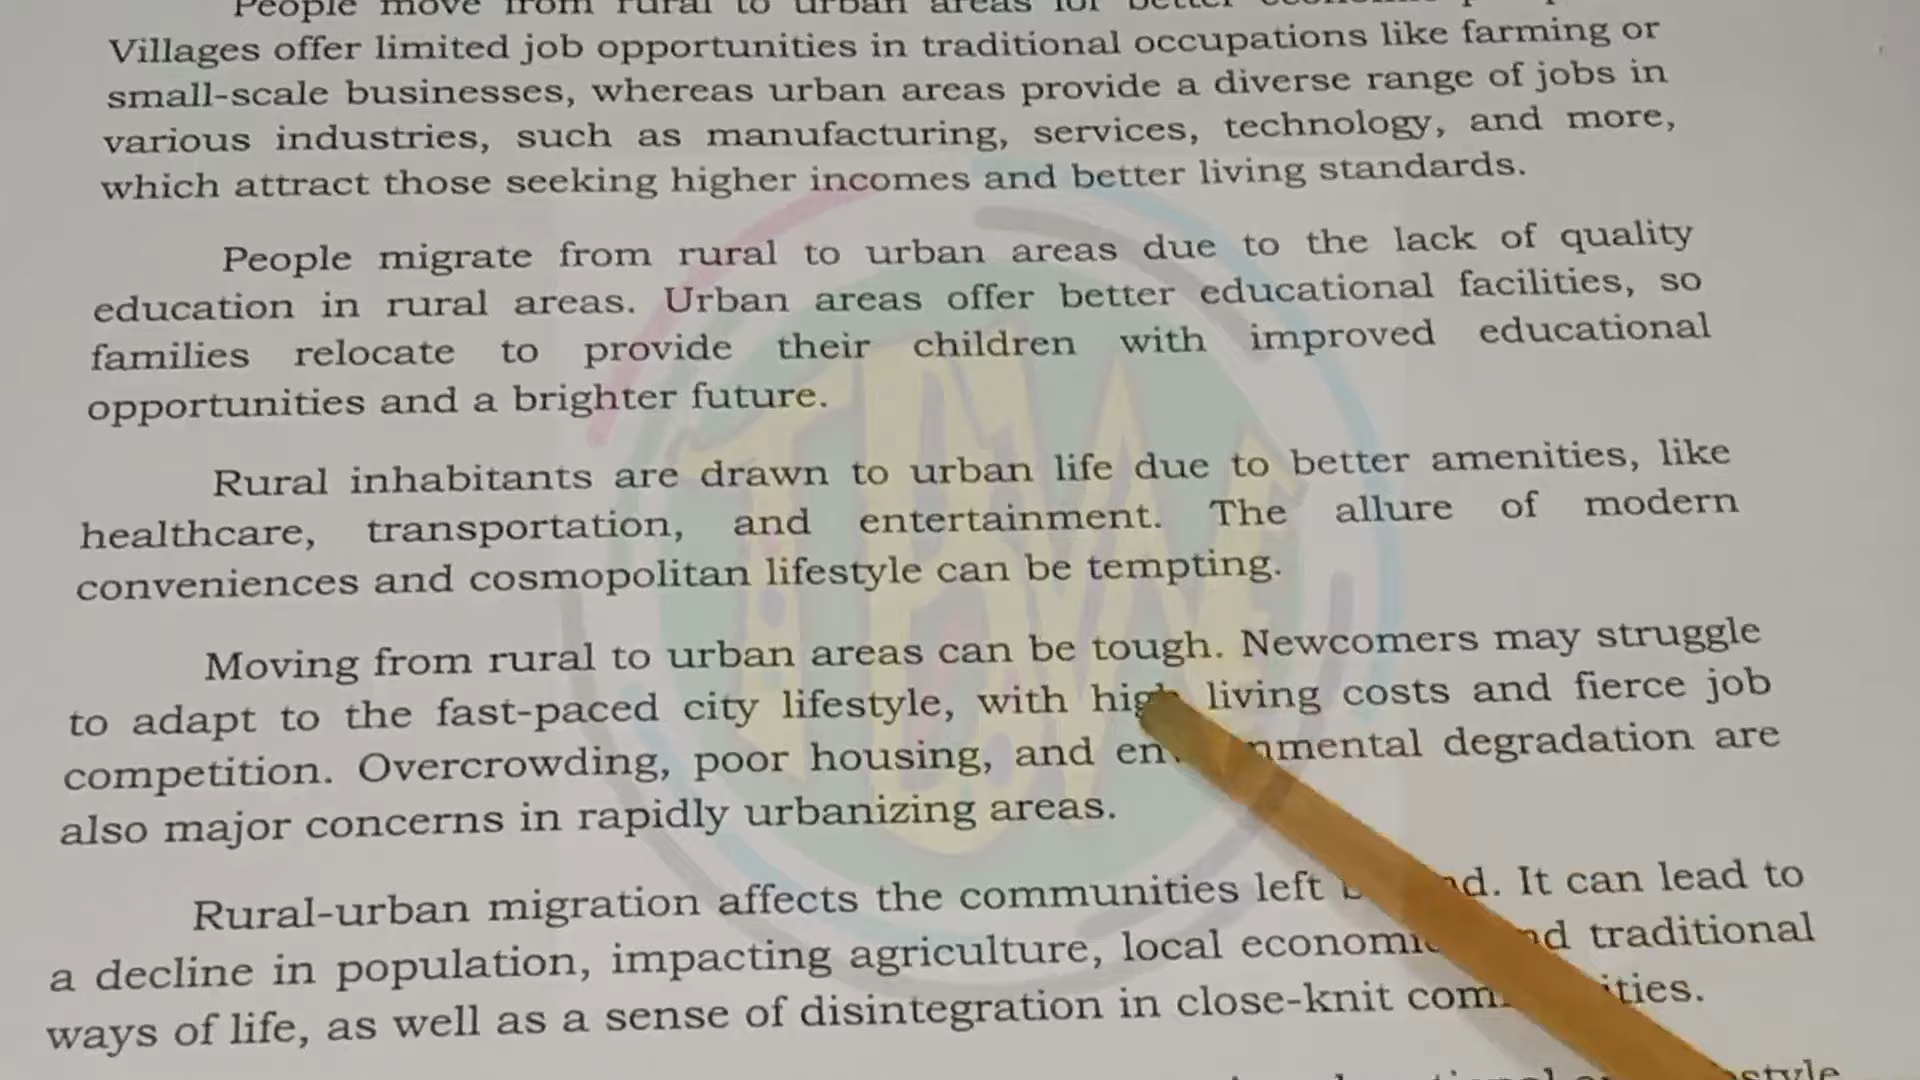 People move from rural to urban areas for better
Villages offer limited job opportunities in traditional occupations like farming or
small-scale businesses, whereas urban areas provide a diverse range of jobs in
various industries, such as manufacturing, services, technology, and more,
which attract those seeking higher incomes and better living standards.
People migrate from rural to urban areas due to the lack of quality
education in rural areas. Urban areas offer better educational facilities, so
families relocate to provide their children with improved educational
opportunities and a brighter future.
Rural inhabitants are drawn to urban life due to better amenities, like
healthcare, transportation, and entertainment. The allure of modern
conveniences and cosmopolitan lifestyle can be tempting.
Moving from rural to urban areas can be tough. Newcomers may struggle
to adapt to the fast-paced city lifestyle, with high living costs and fierce job
competition. Overcrowding, poor housing, and degradation are
also major concerns in rapidly urbanizing areas.
Rural-urban migration affects the communities left It can lead to
a decline in population, impacting agriculture, local traditional
ways of life, as well as a sense of disintegration in close-knit